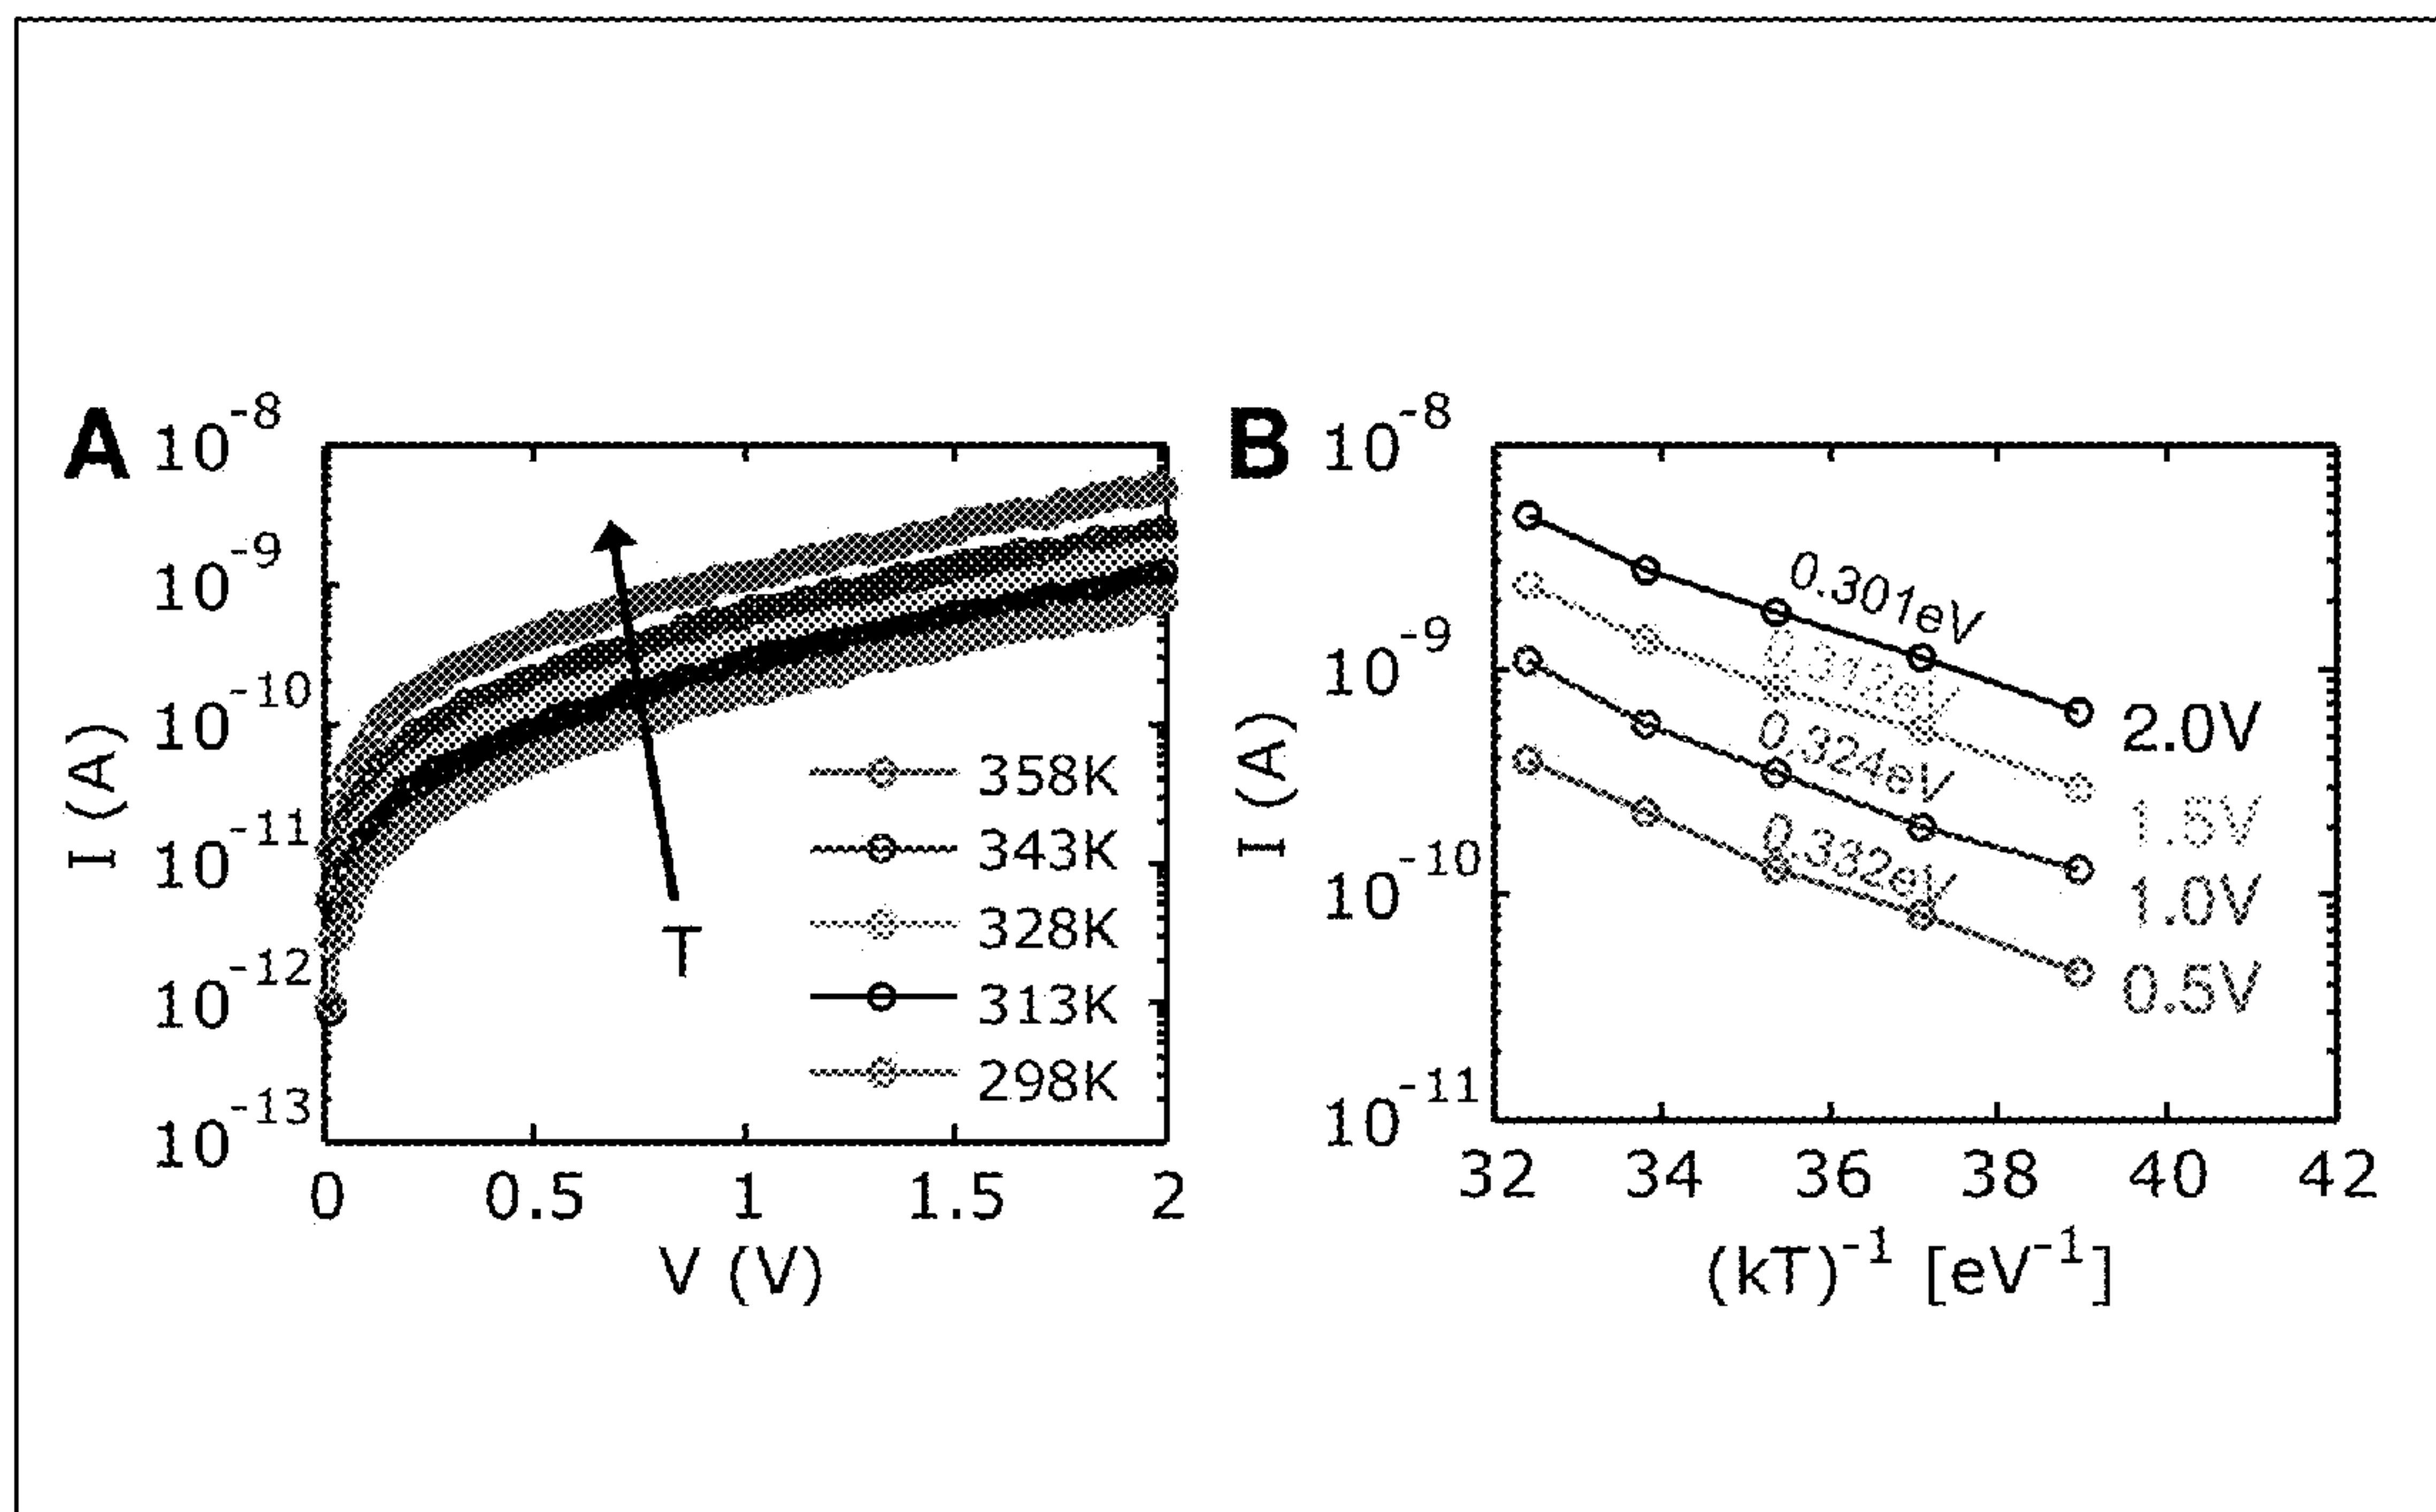 A
10^-8
10^-9
10^-10
10^-11
10^-12
10^-13
I (A)
T
358K
343K
328K
313K
298K
0 0.5 1 1.5 2
V (V)
B
10^-8
10^-9
10^-10
10^-11
I (A)
0.301eV
0.312eV
0.324eV
0.332eV
2.0V
1.5V
1.0V
0.5V
32 34 36 38 40 42
(kT)^-1 [eV^-1]